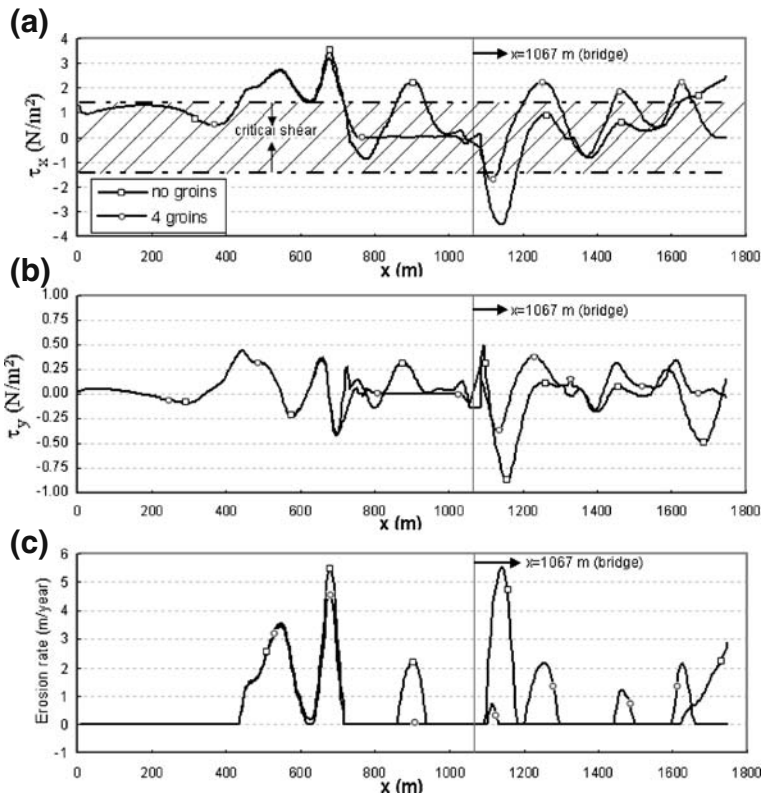 (a)
4
3
2
1
0
-1
-2
-3
4
τx (N/m²)
x=1067 m (bridge)
critical shear
no groins
4 groins
0 200 400 600 800 1000 1200 1400 1600 1800
x (m)
(b)
1.00
0.75
0.50
0.25
0.00
-0.25
-0.50
-0.75
-1.00
τy (N/m²)
x=1067 m (bridge)
0 200 400 600 800 1000 1200 1400 1600 1800
x (m)
(c)
6
5
4
3
2
1
0
-1
Erosion rate (m/year)
x=1067 m (bridge)
0 200 400 600 800 1000 1200 1400 1600 1800
x (m)